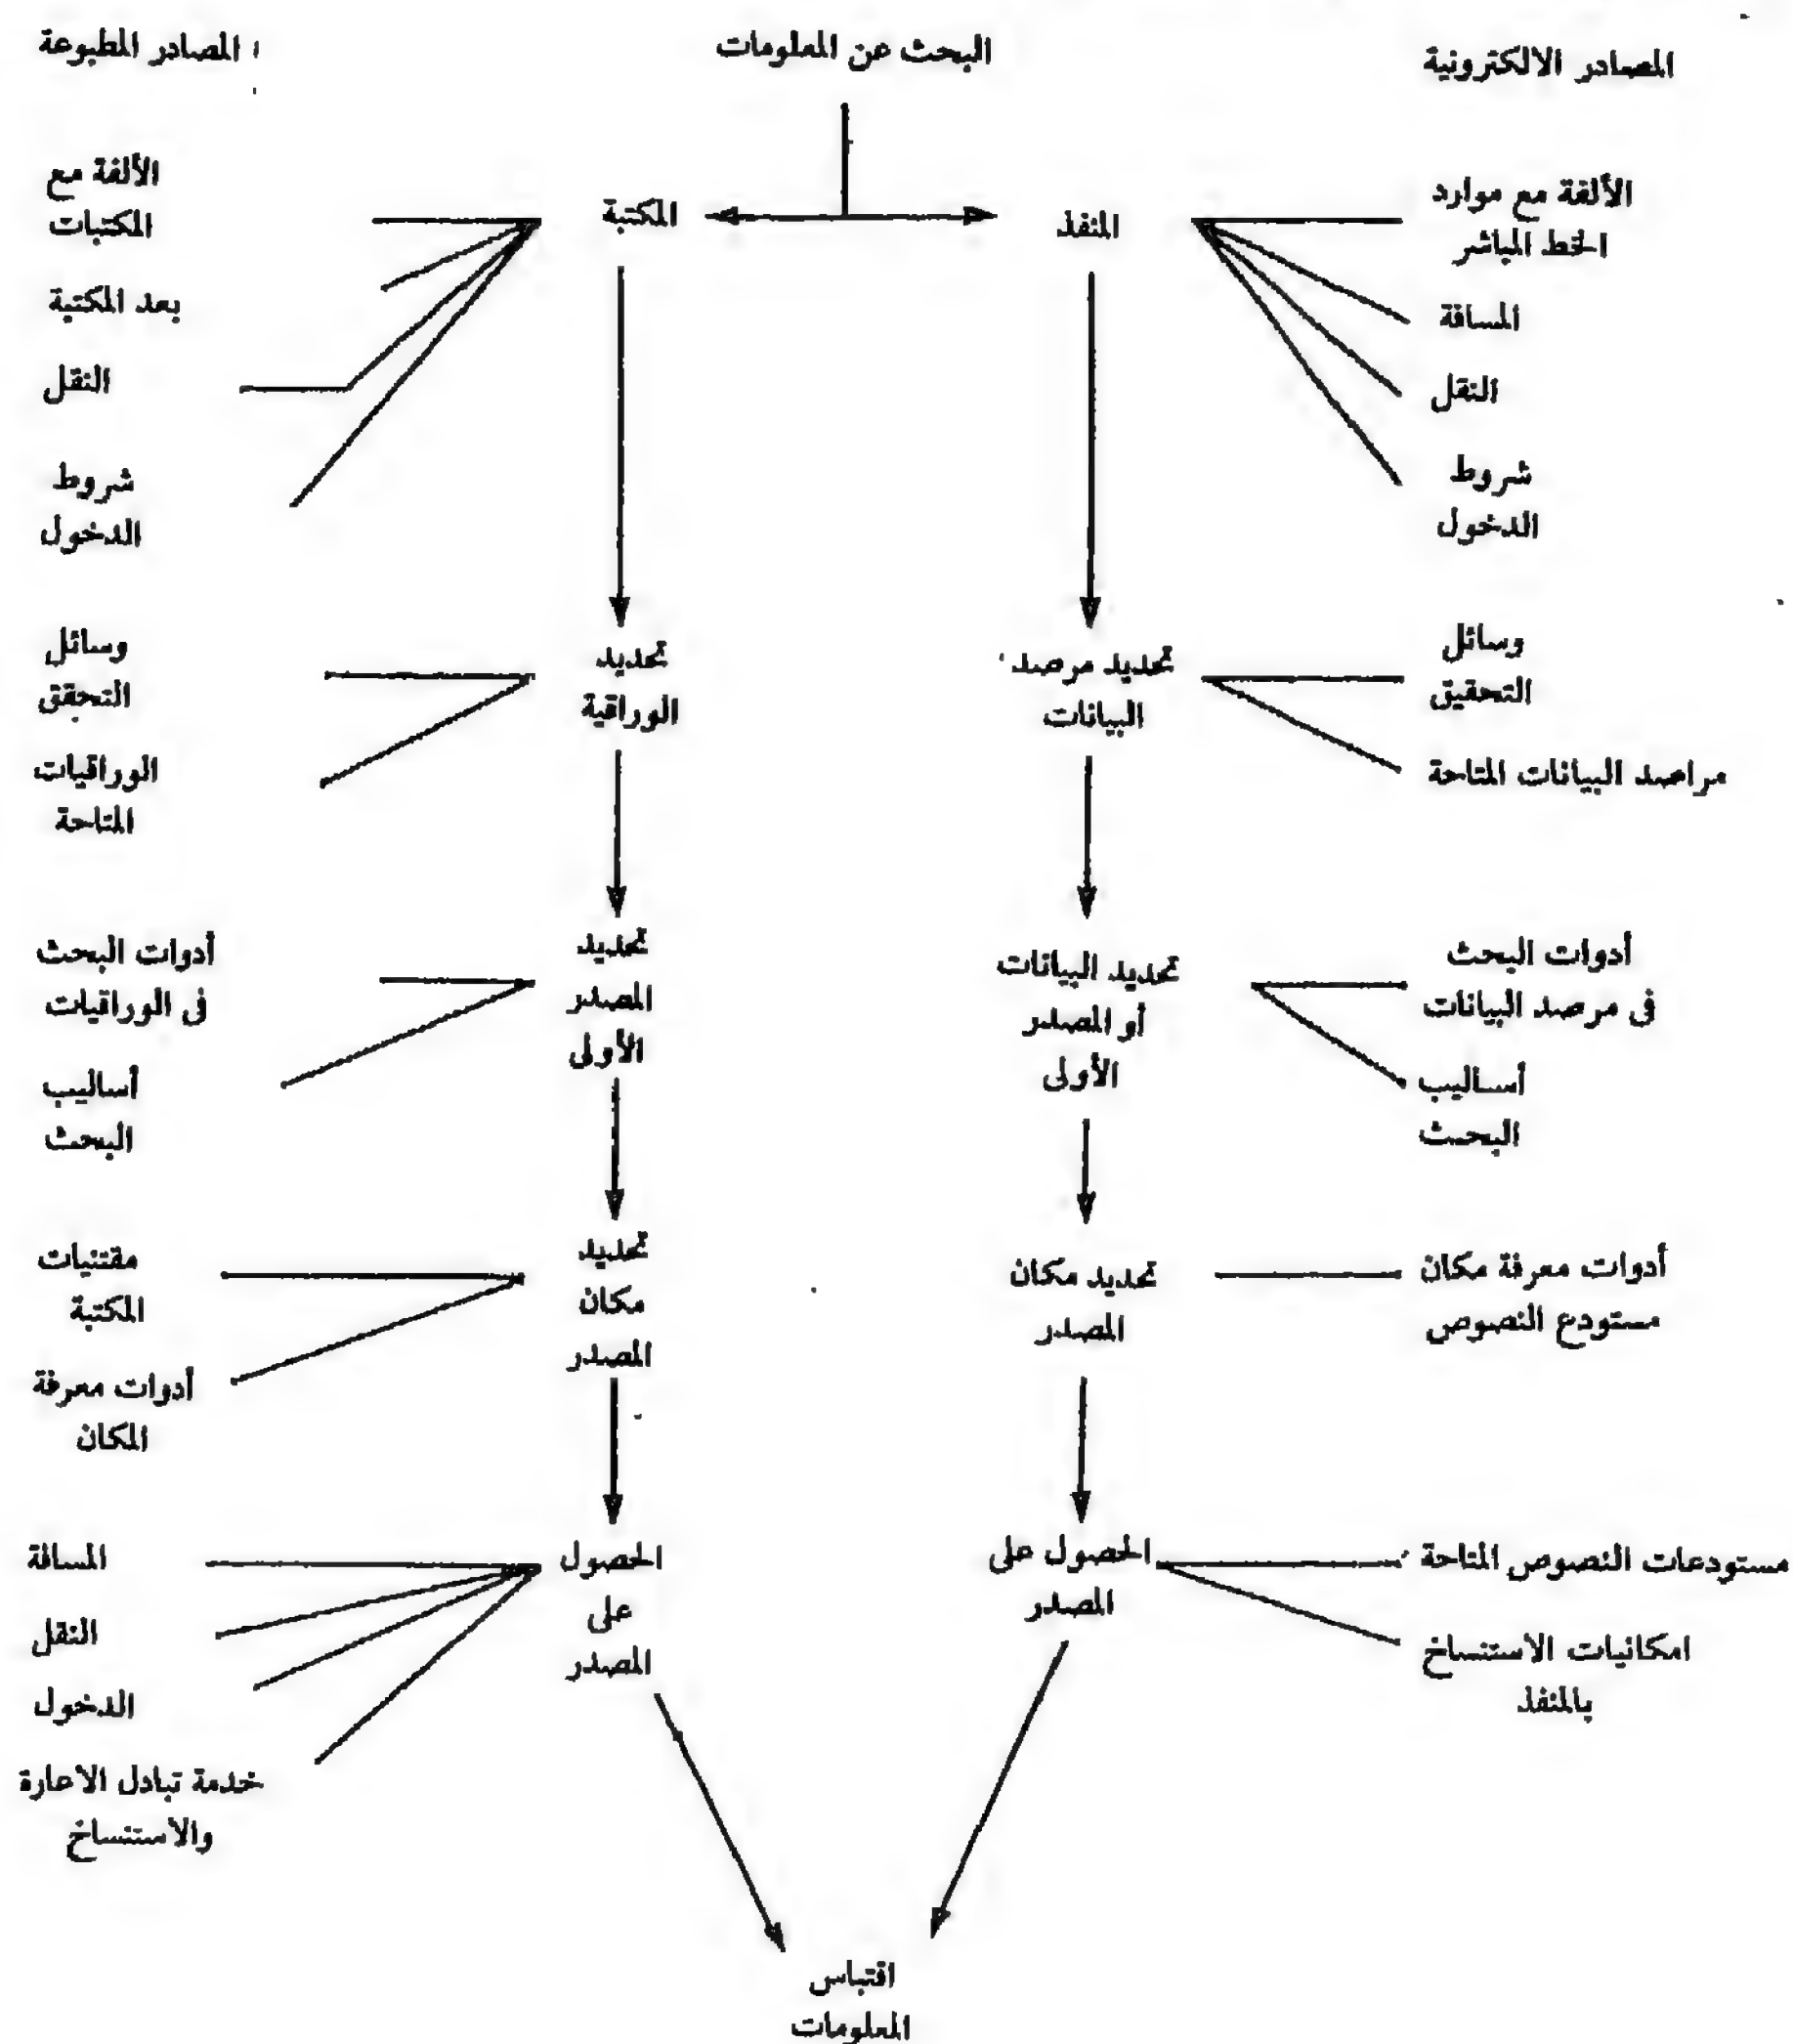 المصادر الالكترونية
البحث عن المعلومات
المصادر المطبوعة
الألفة مع موارد
الخط المباشر
المسافة
النقل
شروط
الدخول
المنفذ
المكتبة
الألفة مع
المكتبات
بعد المكتبة
النقل
شروط
الدخول
وسائل
التحقيق
مراصد البيانات المتاحة
تحديد مرصد
البيانات
تحديد
الوراقية
وسائل
التحقق
الوراقيات
المتاحة
أدوات البحث
فى مرصد البيانات
أساليب
البحث
تحديد البيانات
أو المصدر
الأولى
تحديد
المصدر
الأولى
أدوات البحث
فى الوراقيات
أساليب
البحث
أدوات معرفة مكان
مستودع النصوص
تحديد مكان
المصدر
تحديد
مكان
المصدر
مقتنيات
المكتبة
أدوات معرفة
المكان
مستودعات النصوص المتاحة
امكانيات الاستنساخ
بالمنفذ
الحصول على
المصدر
الحصول
على
المصدر
المسافة
النقل
الدخول
خدمة تبادل الاعارة
والاستنساخ
اقتباس
المعلومات